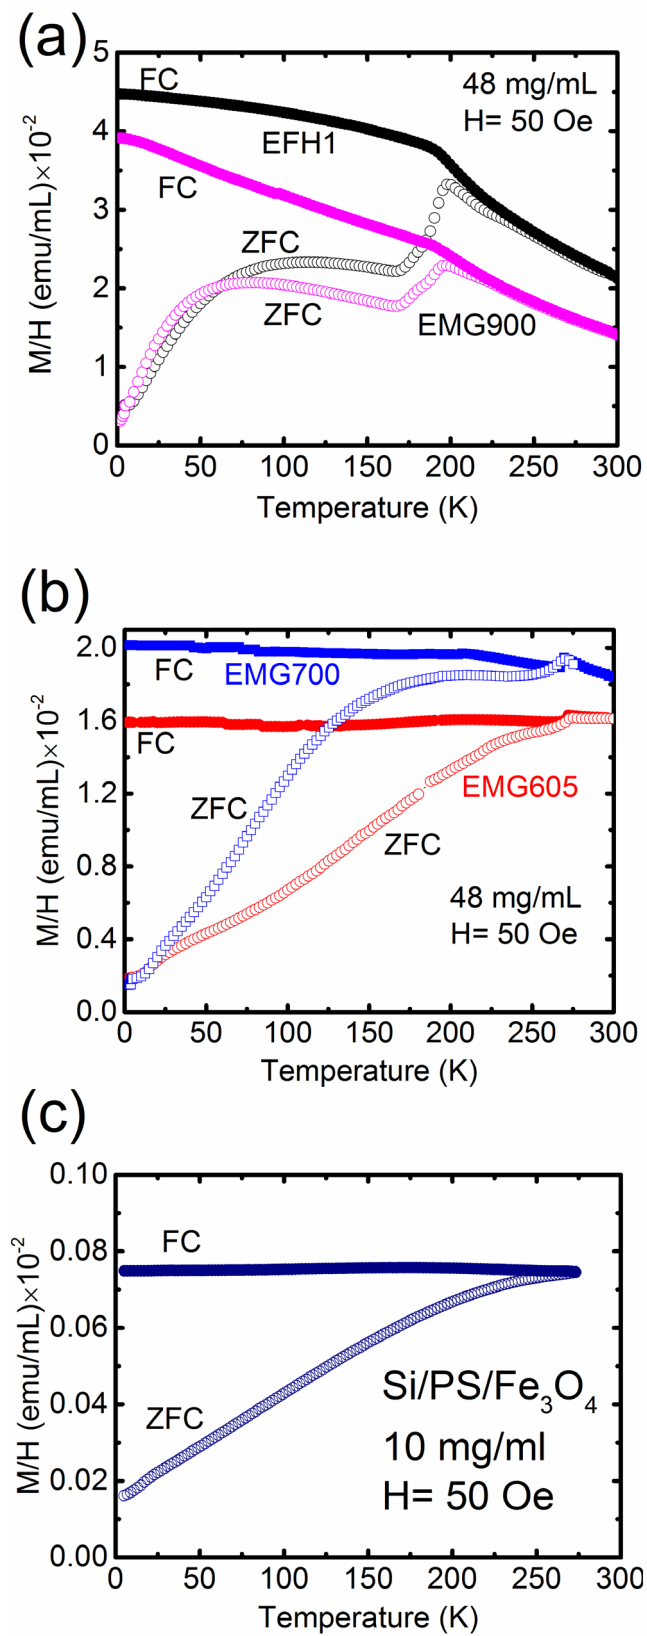 (a)
5
4
3
2
1
0
M/H (emu/mL)×10⁻²
FC
48 mg/mL
H= 50 Oe
EFH1
FC
ZFC
ZFC
EMG900
0 50 100 150 200 250 300
Temperature (K)
(b)
2.0
1.6
1.2
0.8
0.4
0.0
M/H (emu/mL)×10⁻²
FC
EMG700
FC
ZFC
EMG605
ZFC
48 mg/mL
H= 50 Oe
0 50 100 150 200 250 300
Temperature (K)
(c)
0.10
0.08
0.06
0.04
0.02
0.00
M/H (emu/mL)×10⁻²
FC
ZFC
Si/PS/Fe₃O₄
10 mg/ml
H= 50 Oe
0 50 100 150 200 250 300
Temperature (K)